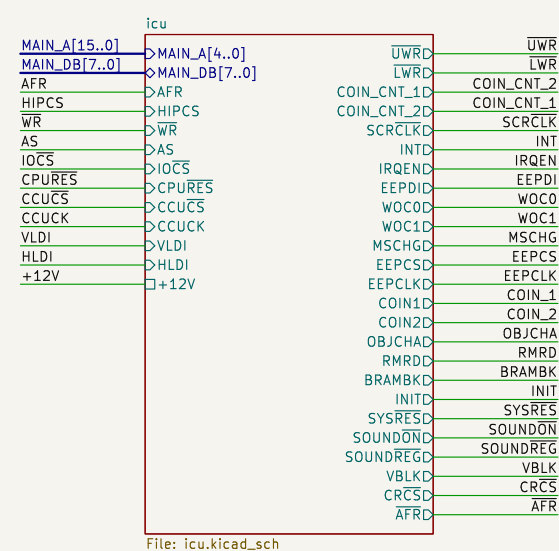 icu
MAIN_A[15..0] MAIN_A[4..0] UWR UWR
MAIN_DB[7..0] MAIN_DB[7..0] LWR LWR
AFR AFR COIN_CNT_1 COIN_CNT_2
HIPCS HIPCS COIN_CNT_2 COIN_CNT_1
WR WR SCRCLK SCRCLK
AS AS INT INT
IOCS IOCS IRQEN IRQEN
CPURES CPURES EEPDI EEPDI
CCUCS CCUCS WOC0 WOC0
CCUCK CCUCK WOC1 WOC1
VLDI VLDI MSCHG MSCHG
HLDI HLDI EEPCS EEPCS
+12V +12V EEPCLK EEPCLK
COIN1 COIN_1
COIN2 COIN_2
OBJCHA OBJCHA
RMRD RMRD
BRAMBK BRAMBK
INIT INIT
SYSRES SYSRES
SOUNDON SOUNDON
SOUNDREG SOUNDREG
VBLK VBLK
CRCS CRCS
AFR AFR
File: icu.kicad_sch